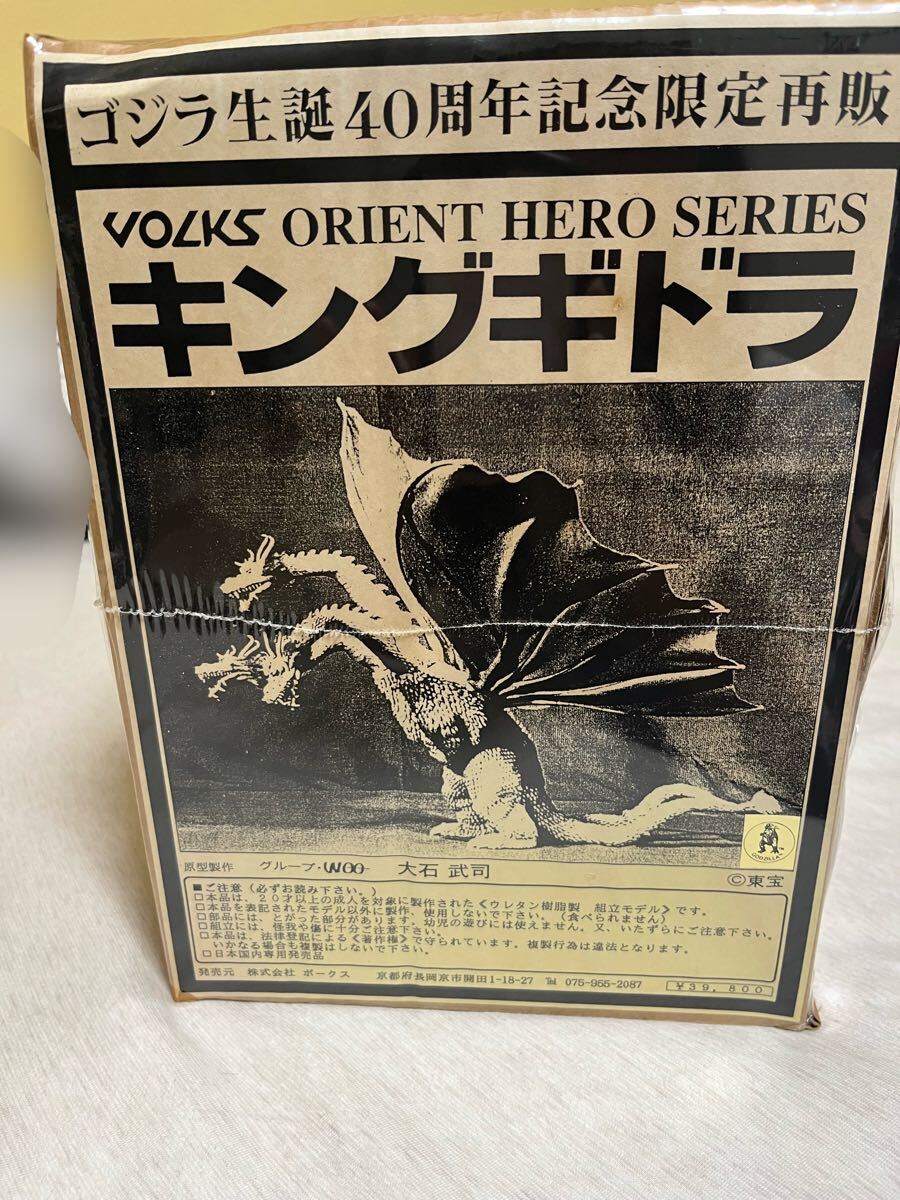 ゴジラ生誕40周年記念限定再販
VOLKS ORIENT HERO SERIES
キングギドラ
GODZILLA
原型製作 グループ・WOO 大石 武司
©東宝
■ご注意(必ずお読み下さい。)
□本品は、20才以上の成人を対象に製作された《ウレタン樹脂製 組立モデル》です。
□本品を表記されたモデル以外に製作、使用しないで下さい。(食べられません)
□部品には、とがった部分があります。幼児の遊びには使えません。又、いたずらにご注意下さい。
□組立には、怪我や傷に十分ご注意下さい。
□本品は、法律登記による《著作権》で守られています。複製行為は違法となります。
いかなる場合も複製はしないで下さい。
□日本国内専用発売品
発売元 株式会社 ボークス 京都府長岡京市開田1-18-27 ℡ 075-955-2087
¥39,800